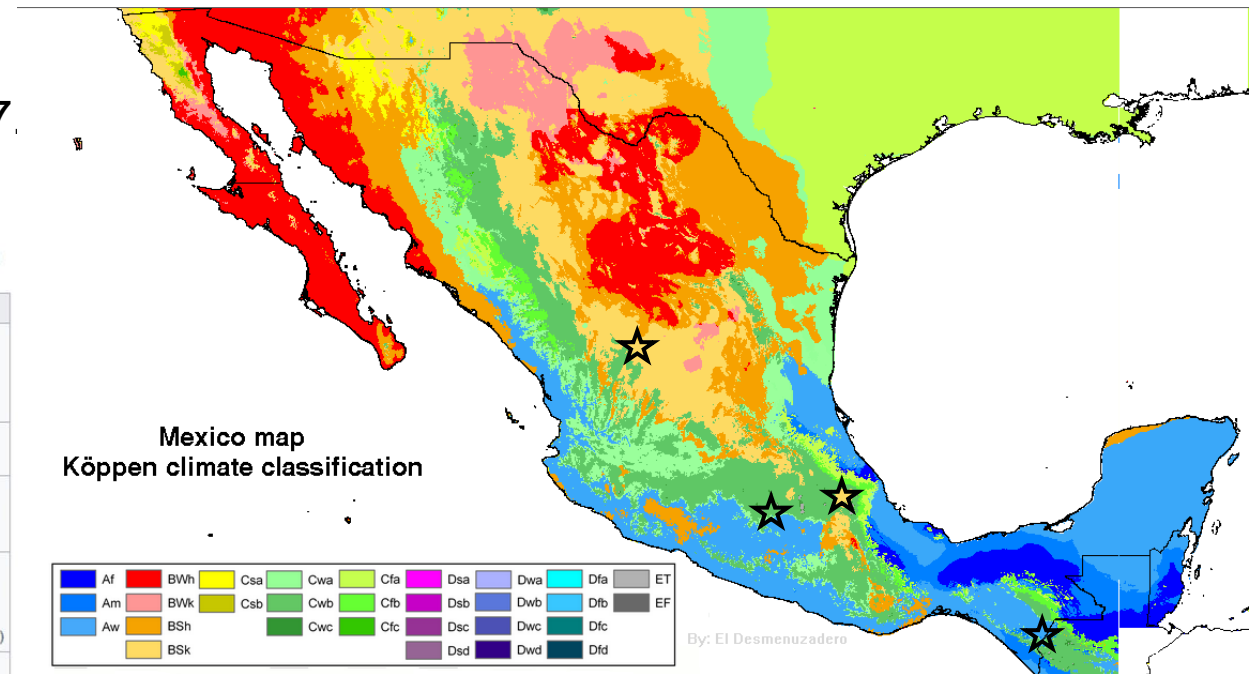 7
Mexico map
Köppen climate classification
Af BWh Csa Cwa Cfa Dsa Dwa Dfa ET
Am BWk Csb Cwb Cfb Dsb Dwb Dfb EF
Aw BSh Cwc Cfc Dsc Dwc Dfc
BSk Dsd Dwd Dfd
By: El Desmenuzadero
)